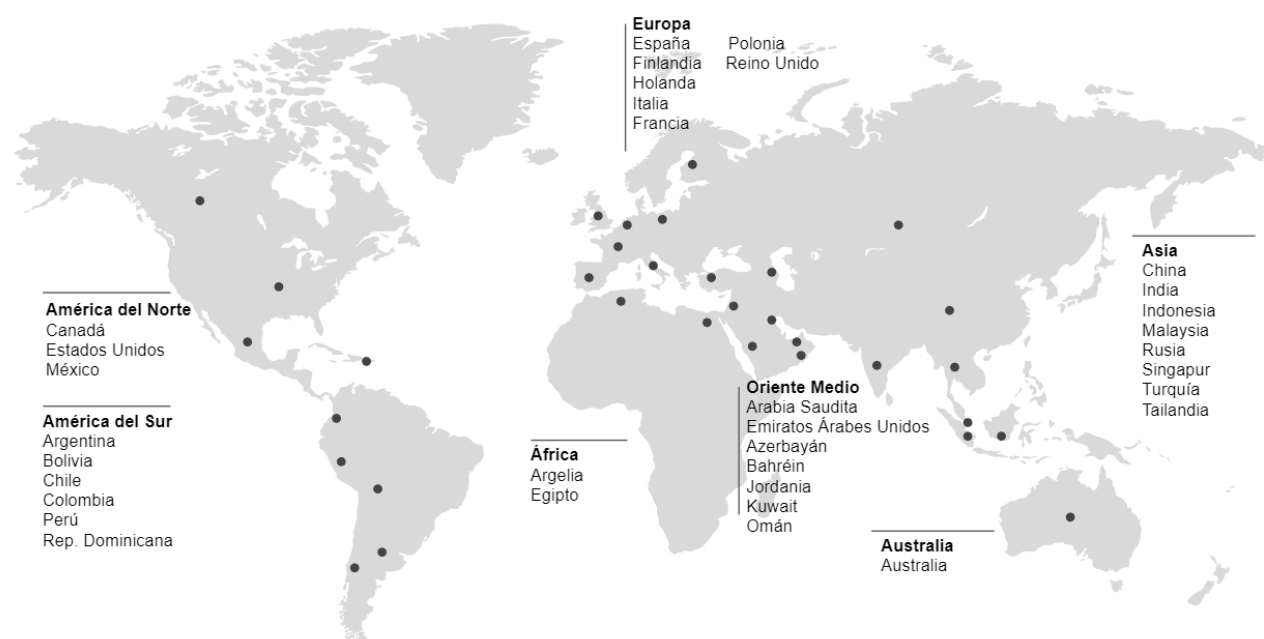 Europa
España Polonia
Finlandia Reino Unido
Holanda
Italia
Francia
América del Norte
Canadá
Estados Unidos
México
América del Sur
Argentina
Bolivia
Chile
Colombia
Perú
Rep. Dominicana
África
Argelia
Egipto
Oriente Medio
Arabia Saudita
Emiratos Árabes Unidos
Azerbayán
Bahréin
Jordania
Kuwait
Omán
Asia
China
India
Indonesia
Malaysia
Rusia
Singapur
Turquía
Tailandia
Australia
Australia